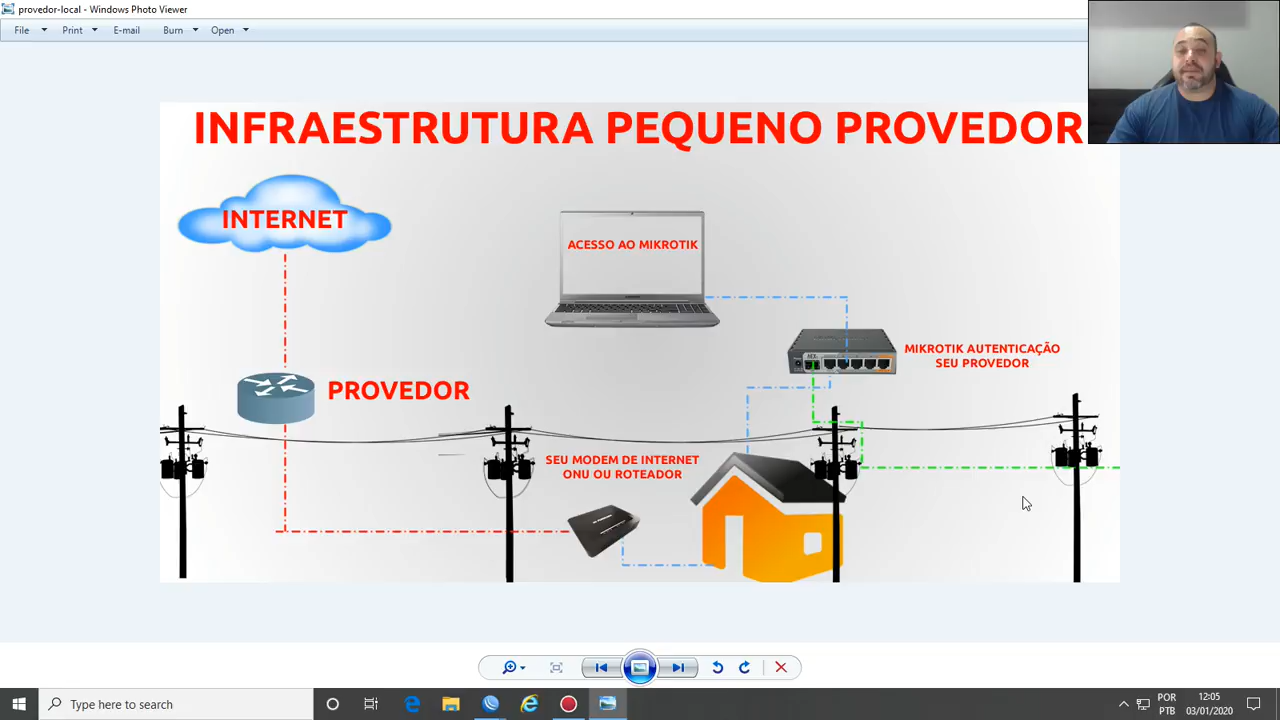 provedor-local - Windows Photo Viewer
File Print E-mail Burn Open
INFRAESTRUTURA PEQUENO PROVEDOR
INTERNET
ACESSO AO MIKROTIK
MIKROTIK AUTENTICAÇÃO
SEU PROVEDOR
PROVEDOR
SEU MODEM DE INTERNET
ONU OU ROTEADOR
Type here to search
POR
PTB
12:05
03/01/2020